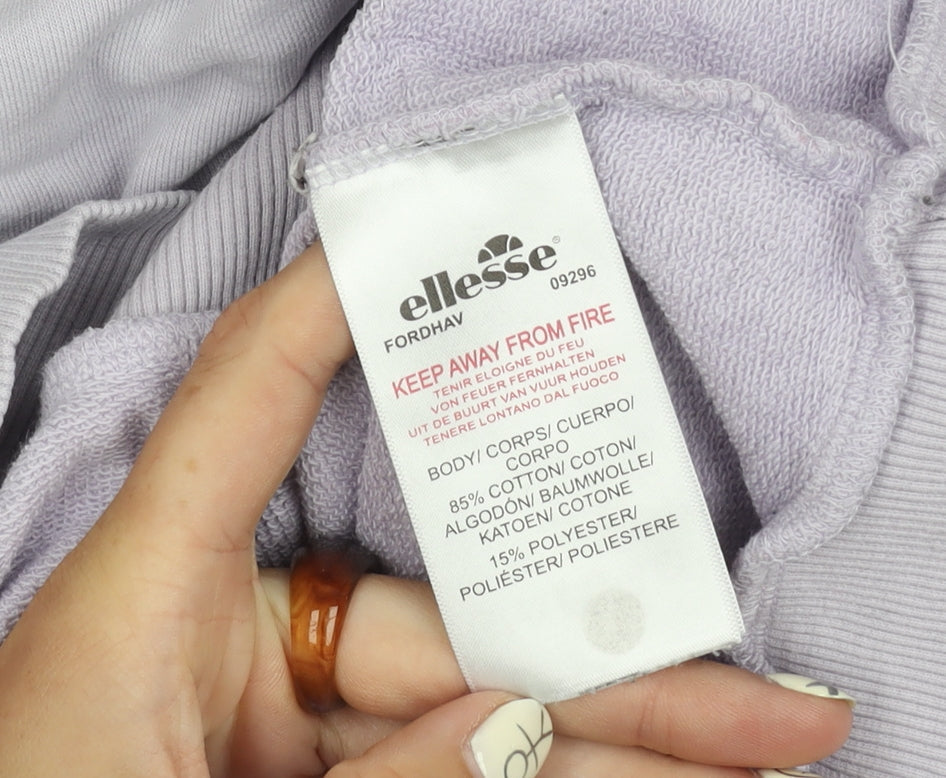 ellesse®
FORDHAV 09296
KEEP AWAY FROM FIRE
TENIR ELOIGNE DU FEU
VON FEUER FERNHALTEN
UIT DE BUURT VAN VUUR HOUDEN
TENERE LONTANO DAL FUOCO
BODY/ CORPS/ CUERPO/
CORPO
85% COTTON/ COTON/
ALGODÓN/ BAUMWOLLE/
KATOEN/ COTONE
15% POLYESTER/
POLIÉSTER/ POLIESTERE
OK